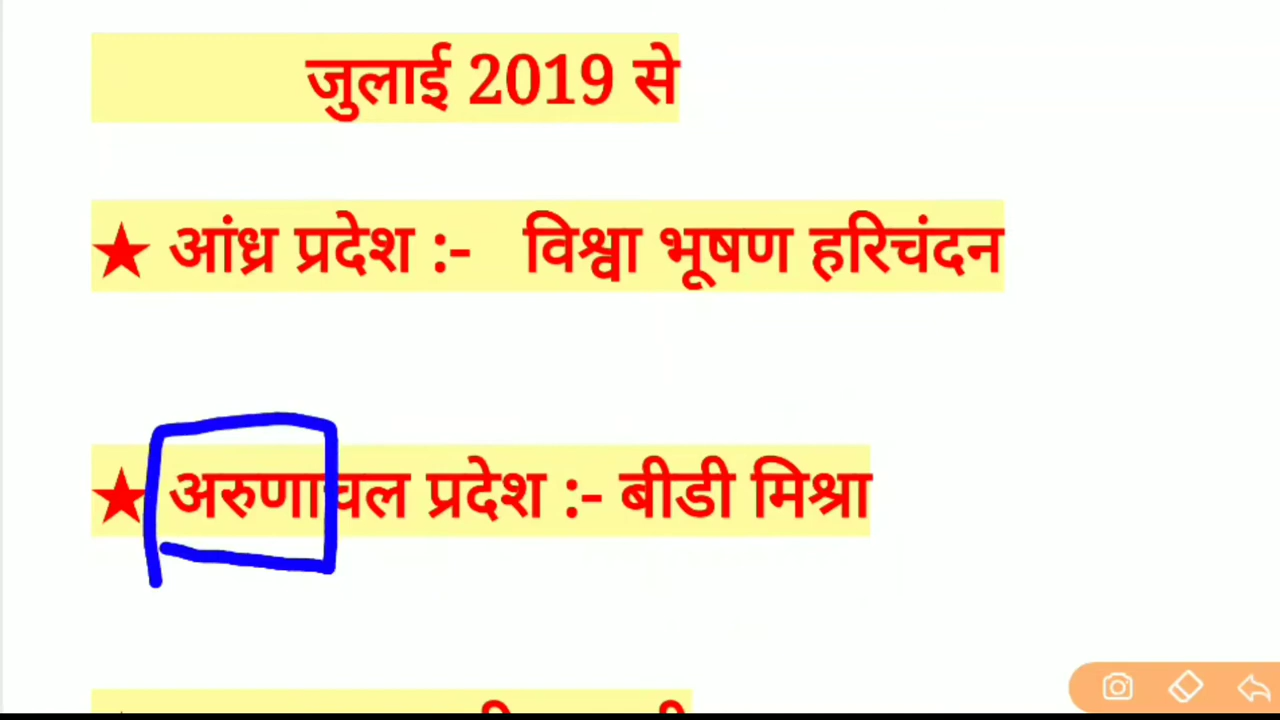 जुलाई 2019 से
★ आंध्र प्रदेश :- विश्वा भूषण हरिचंदन
★ अरुणाचल प्रदेश :- बीडी मिश्रा